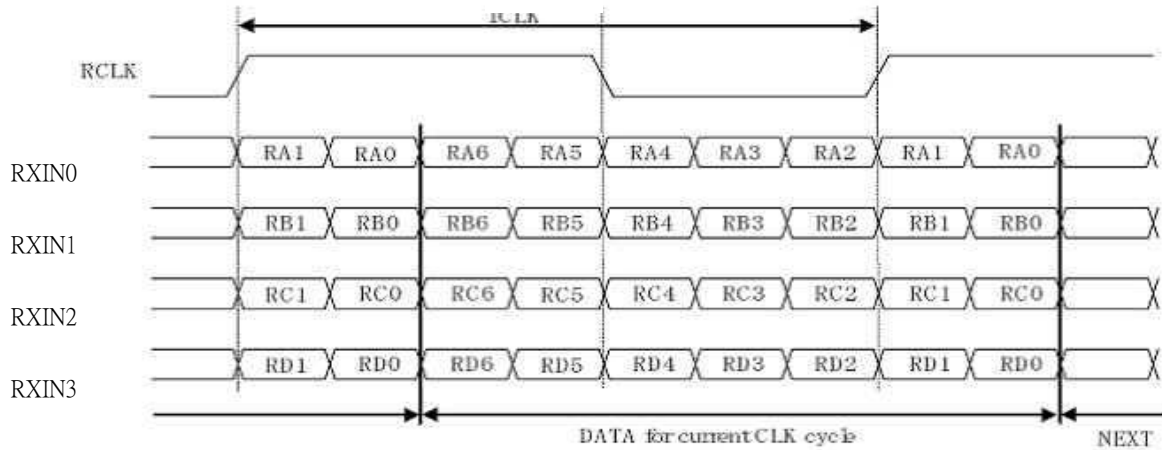 RCLK
RXIN0 RA1 RA0 RA6 RA5 RA4 RA3 RA2 RA1 RA0
RXIN1 RB1 RB0 RB6 RB5 RB4 RB3 RB2 RB1 RB0
RXIN2 RC1 RC0 RC6 RC5 RC4 RC3 RC2 RC1 RC0
RXIN3 RD1 RD0 RD6 RD5 RD4 RD3 RD2 RD1 RD0
DATA for current CLK cycle NEXT